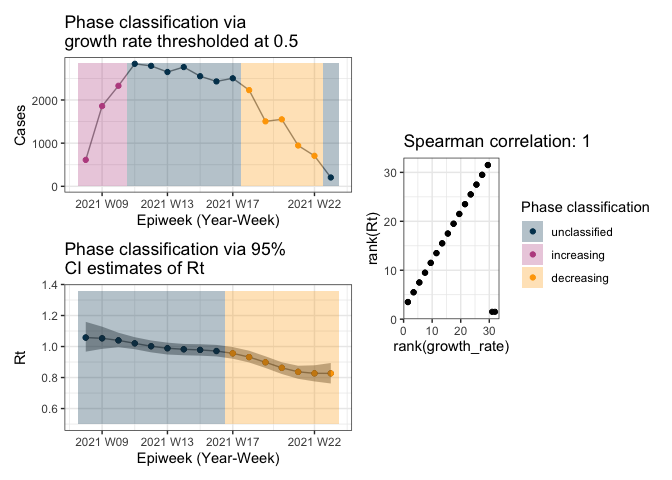 Phase classification via
growth rate thresholded at 0.5
Cases
2000
1000
0
2021 W09
2021 W13
2021 W17
2021 W22
Epiweek (Year-Week)
Phase classification via 95%
CI estimates of Rt
Rt
1.4
1.2
1.0
0.8
0.6
2021 W09
2021 W13
2021 W17
2021 W22
Epiweek (Year-Week)
Spearman correlation: 1
rank(Rt)
30
20
10
0
0
10
20
30
rank(growth_rate)
Phase classification
unclassified
increasing
decreasing